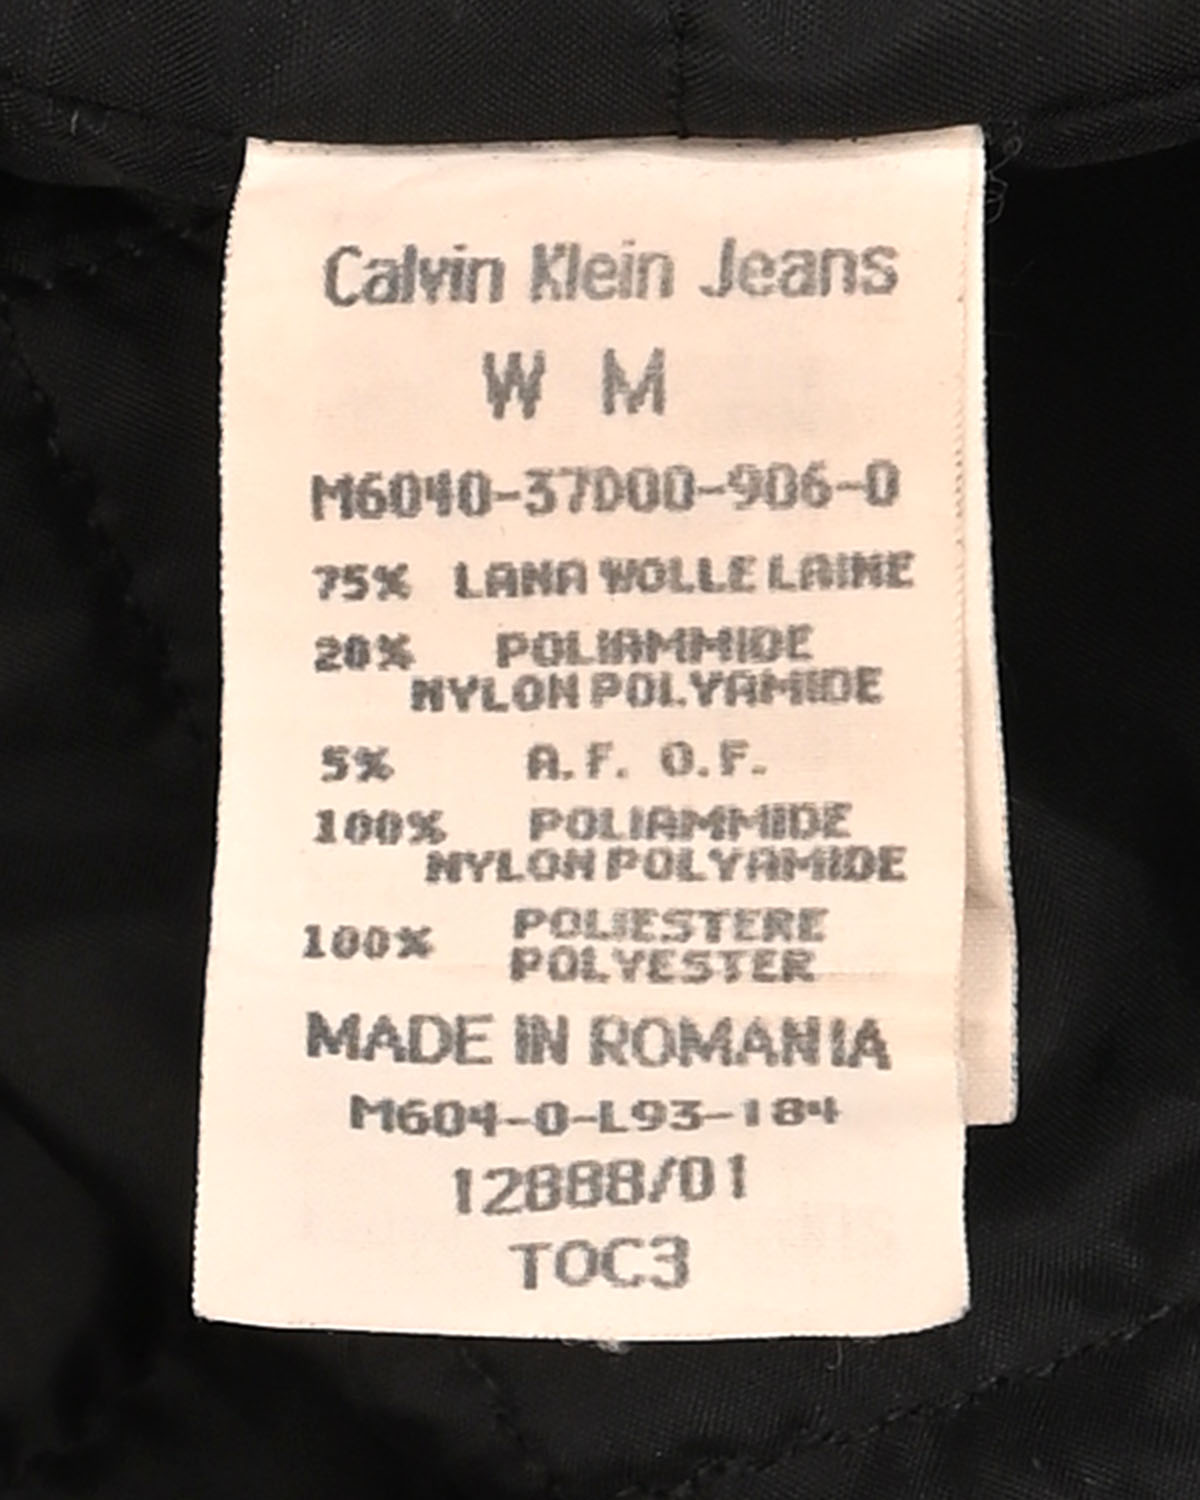 Calvin Klein Jeans
W M
M6040-37D00-906-0
75% LANA WOLLE LAINE
20% POLIAMMIDE
NYLON POLYAMIDE
5% A.F. O.F.
100% POLIAMMIDE
NYLON POLYAMIDE
100% POLIESTERE
POLYESTER
MADE IN ROMANIA
M604-0-L93-184
12888/01
TOC3